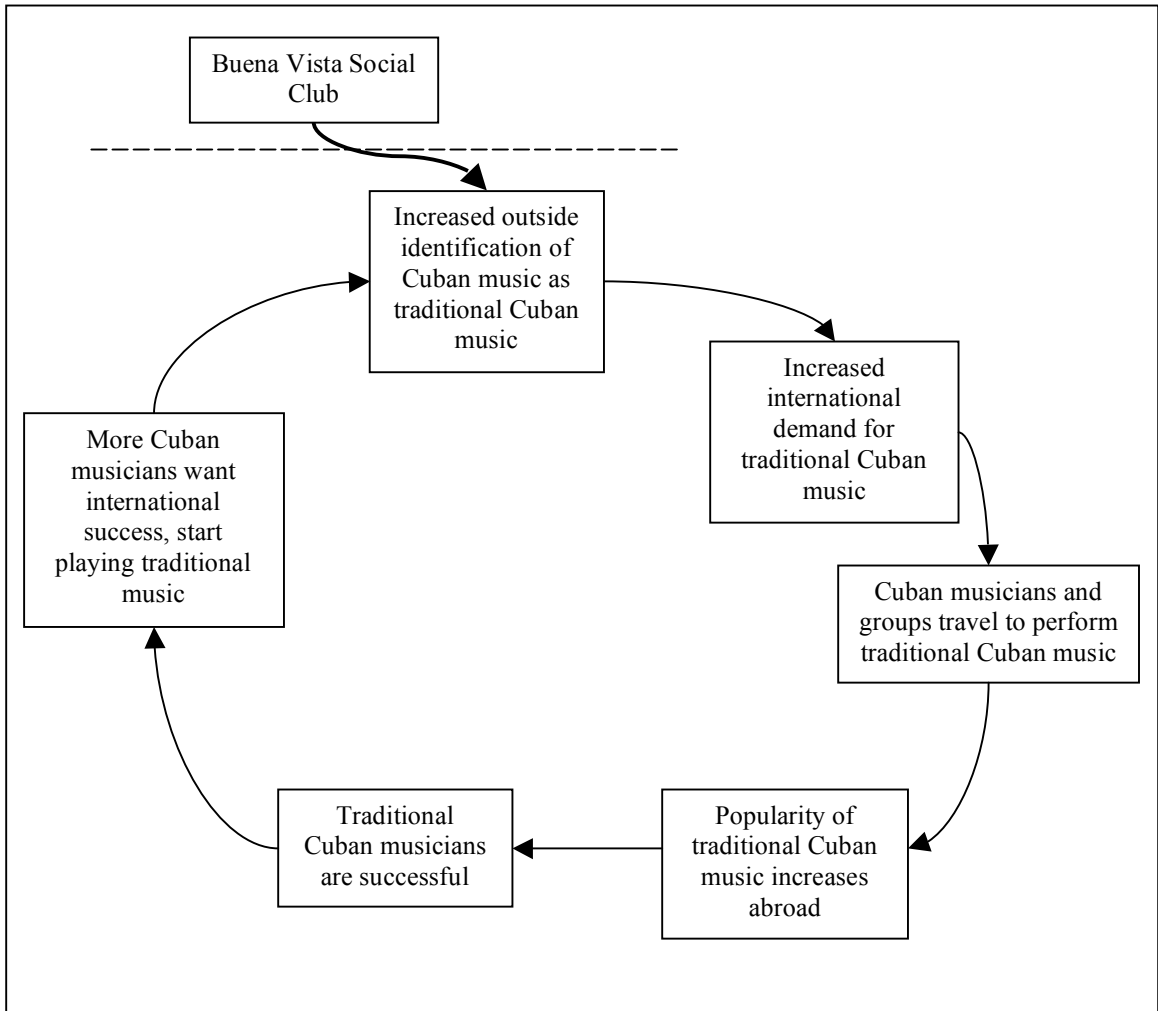 Buena Vista Social
Club
Increased outside
identification of
Cuban music as
traditional Cuban
music
Increased
international
demand for
traditional Cuban
music
Cuban musicians and
groups travel to perform
traditional Cuban music
Popularity of
traditional Cuban
music increases
abroad
Traditional
Cuban musicians
are successful
More Cuban
musicians want
international
success, start
playing traditional
music